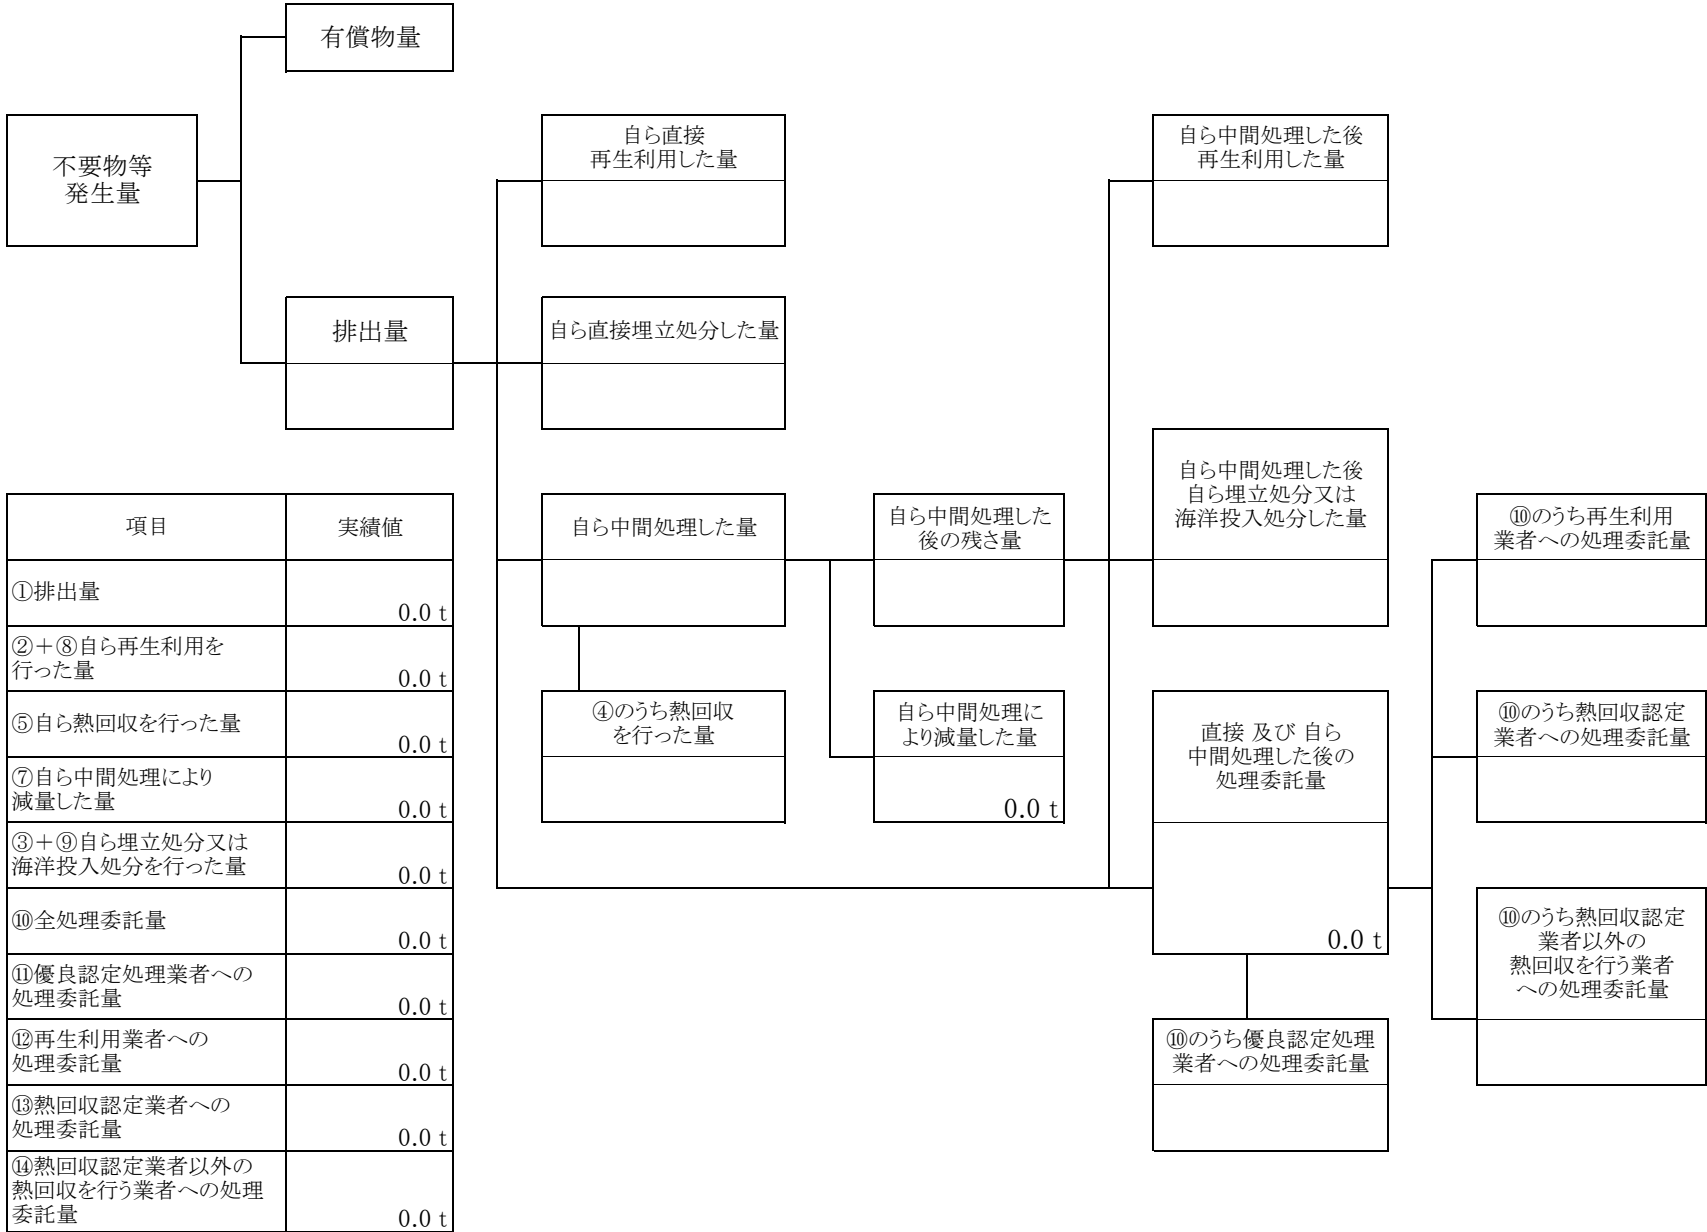 有償物量
不要物等
発生量
自ら直接
再生利用した量
自ら中間処理した後
再生利用した量
排出量
自ら直接埋立処分した量
自ら中間処理した量
自ら中間処理した
後の残さ量
自ら中間処理した後
自ら埋立処分又は
海洋投入処分した量
⑩のうち再生利用
業者への処理委託量
④のうち熱回収
を行った量
自ら中間処理に
より減量した量
0.0 t
直接 及び 自ら
中間処理した後の
処理委託量
0.0 t
⑩のうち熱回収認定
業者への処理委託量
⑩のうち熱回収認定
業者以外の
熱回収を行う業者
への処理委託量
⑩のうち優良認定処理
業者への処理委託量
項目 実績値
①排出量
0.0 t
②＋⑧自ら再生利用を
行った量
0.0 t
⑤自ら熱回収を行った量
0.0 t
⑦自ら中間処理により
減量した量
0.0 t
③＋⑨自ら埋立処分又は
海洋投入処分を行った量
0.0 t
⑩全処理委託量
0.0 t
⑪優良認定処理業者への
処理委託量
0.0 t
⑫再生利用業者への
処理委託量
0.0 t
⑬熱回収認定業者への
処理委託量
0.0 t
⑭熱回収認定業者以外の
熱回収を行う業者への処理
委託量
0.0 t